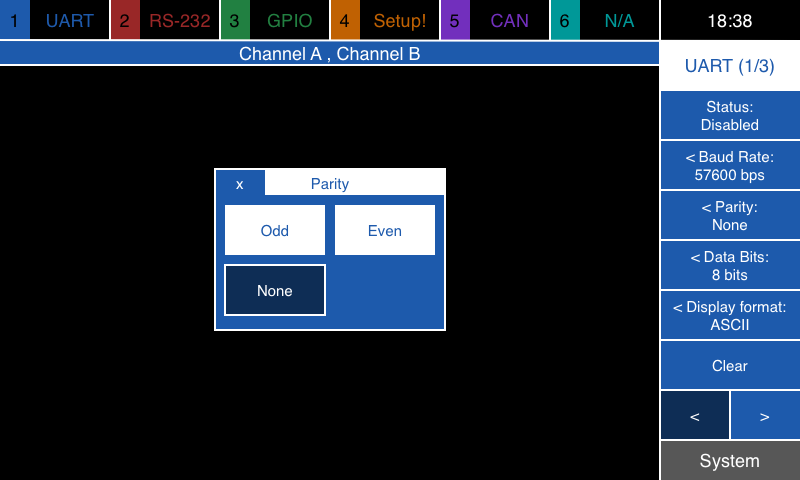 1 UART 2 RS-232 3 GPIO 4 Setup! 5 CAN 6 N/A 18:38
Channel A , Channel B
UART (1/3)
Status:
Disabled
< Baud Rate:
57600 bps
< Parity:
None
< Data Bits:
8 bits
< Display format:
ASCII
Clear
< >
System
x Parity
Odd Even
None